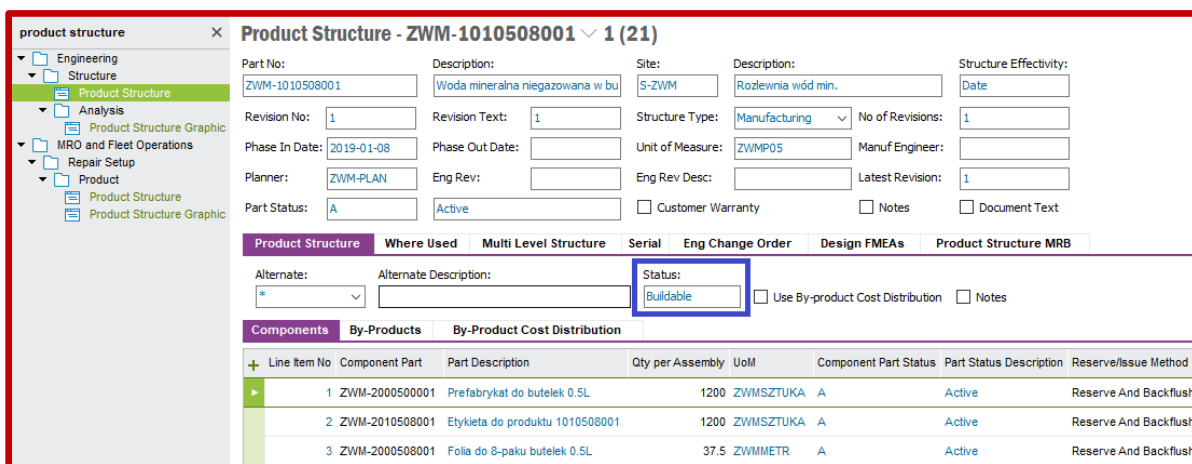 product structure ×
Engineering
Structure
Product Structure
Analysis
Product Structure Graphic
MRO and Fleet Operations
Repair Setup
Product
Product Structure
Product Structure Graphic
Product Structure - ZWM-1010508001 1 (21)
Part No: Description: Site: Description: Structure Effectivity:
ZWM-1010508001 Woda mineralna niegazowana w bu S-ZWM Rozlewnia wód min. Date
Revision No: 1 Revision Text: 1 Structure Type: Manufacturing No of Revisions: 1
Phase In Date: 2019-01-08 Phase Out Date: Unit of Measure: ZWMP05 Manuf Engineer:
Planner: ZWM-PLAN Eng Rev: Eng Rev Desc: Latest Revision: 1
Part Status: A Active Customer Warranty Notes Document Text
Product Structure Where Used Multi Level Structure Serial Eng Change Order Design FMEAs Product Structure MRB
Alternate: Alternate Description: Status:
* Buildable Use By-product Cost Distribution Notes
Components By-Products By-Product Cost Distribution
+ Line Item No Component Part Part Description Qty per Assembly UoM Component Part Status Part Status Description Reserve/Issue Method
1 ZWM-2000500001 Prefabrykat do butelek 0.5L 1200 ZWMSZTUKA A Active Reserve And Backflush
2 ZWM-2010508001 Etykieta do produktu 1010508001 1200 ZWMSZTUKA A Active Reserve And Backflush
3 ZWM-2000508001 Folia do 8-paku butelek 0.5L 37.5 ZWMMETR A Active Reserve And Backflush